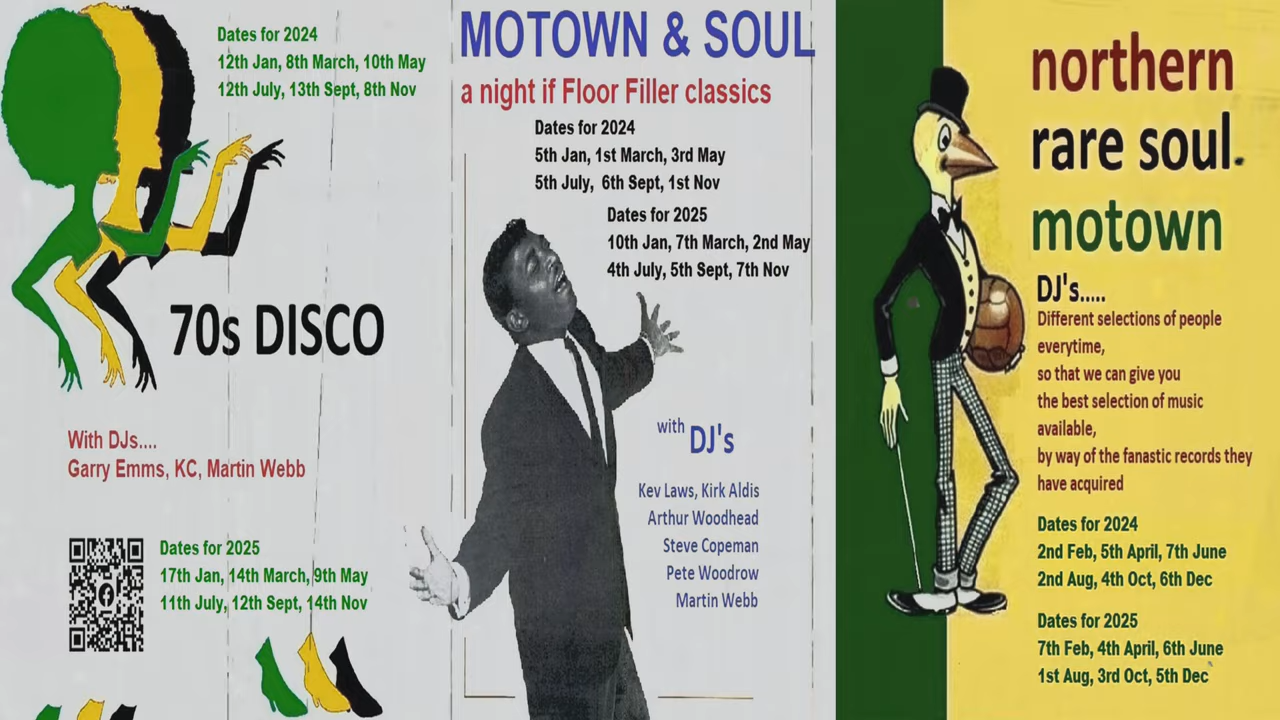 Dates for 2024
12th Jan, 8th March, 10th May
12th July, 13th Sept, 8th Nov
70s DISCO
With DJs....
Garry Emms, KC, Martin Webb
Dates for 2025
17th Jan, 14th March, 9th May
11th July, 12th Sept, 14th Nov
MOTOWN & SOUL
a night if Floor Filler classics
Dates for 2024
5th Jan, 1st March, 3rd May
5th July, 6th Sept, 1st Nov
Dates for 2025
10th Jan, 7th March, 2nd May
4th July, 5th Sept, 7th Nov
with DJ's
Kev Laws, Kirk Aldis
Arthur Woodhead
Steve Copeman
Pete Woodrow
Martin Webb
northern
rare soul
motown
DJ's.....
Different selections of people
everytime,
so that we can give you
the best selection of music
available,
by way of the fanastic records they
have acquired
Dates for 2024
2nd Feb, 5th April, 7th June
2nd Aug, 4th Oct, 6th Dec
Dates for 2025
7th Feb, 4th April, 6th June
1st Aug, 3rd Oct, 5th Dec